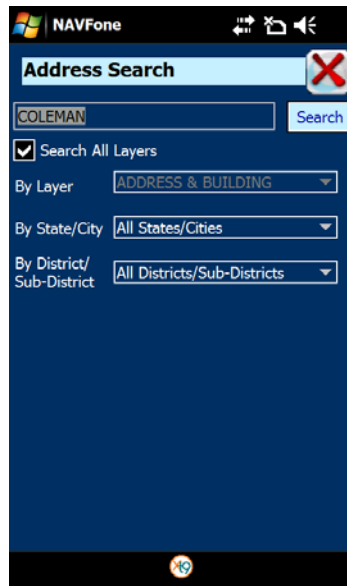 NAVFone
Address Search
COLEMAN
Search
Search All Layers
By Layer
ADDRESS & BUILDING
By State/City
All States/Cities
By District/
Sub-District
All Districts/Sub-Districts